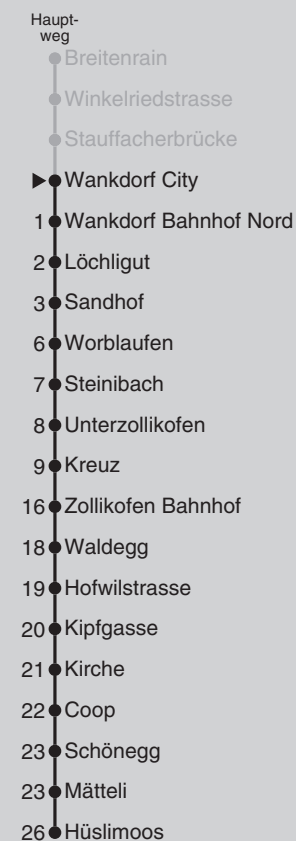 Haupt-
weg
Breitenrain
Winkelriedstrasse
Stauffacherbrücke
Wankdorf City
1 Wankdorf Bahnhof Nord
2 Löchligut
3 Sandhof
6 Worblaufen
7 Steinibach
8 Unterzollikofen
9 Kreuz
16 Zollikofen Bahnhof
18 Waldegg
19 Hofwilstrasse
20 Kipfgasse
21 Kirche
22 Coop
23 Schönegg
23 Mätteli
26 Hüslimoos